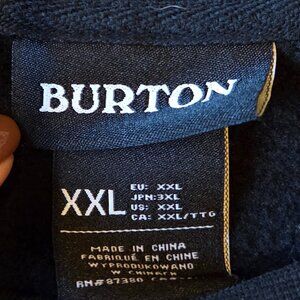 BURTON
XXL
EU: XXL
JPN: 3XL
US: XXL
CA: XXL/TTG
MADE IN CHINA
FABRIQUÉ EN CHINE
WYPRODUKOWANO
W CHINACH
RN#87380